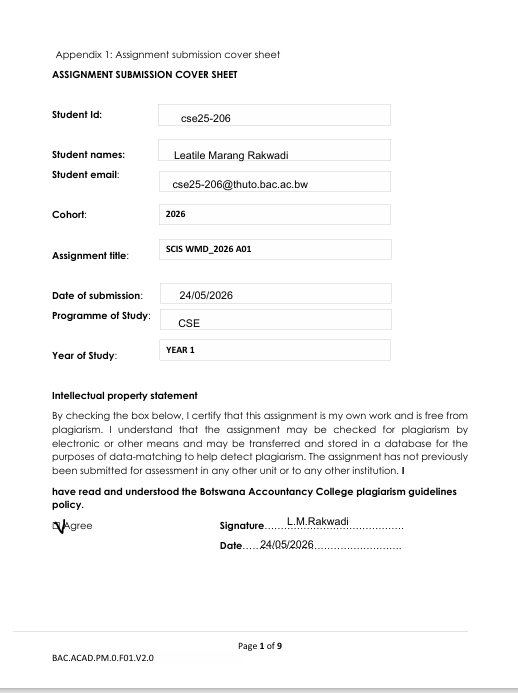 Appendix 1: Assignment submission cover sheet
ASSIGNMENT SUBMISSION COVER SHEET
Student Id: cse25-206
Student names: Leatile Marang Rakwadi
Student email: cse25-206@thuto.bac.ac.bw
Cohort: 2026
Assignment title: SCIS WMD_2026 A01
Date of submission: 24/05/2026
Programme of Study: CSE
Year of Study: YEAR 1
Intellectual property statement
By checking the box below, I certify that this assignment is my own work and is free from
plagiarism. I understand that the assignment may be checked for plagiarism by
electronic or other means and may be transferred and stored in a database for the
purposes of data-matching to help detect plagiarism. The assignment has not previously
been submitted for assessment in any other unit or to any other institution. I
have read and understood the Botswana Accountancy College plagiarism guidelines
policy.
Agree Signature......L.M.Rakwadi..............................
Date.....24/05/2026..............................
Page 1 of 9
BAC.ACAD.PM.0.F01.V2.0